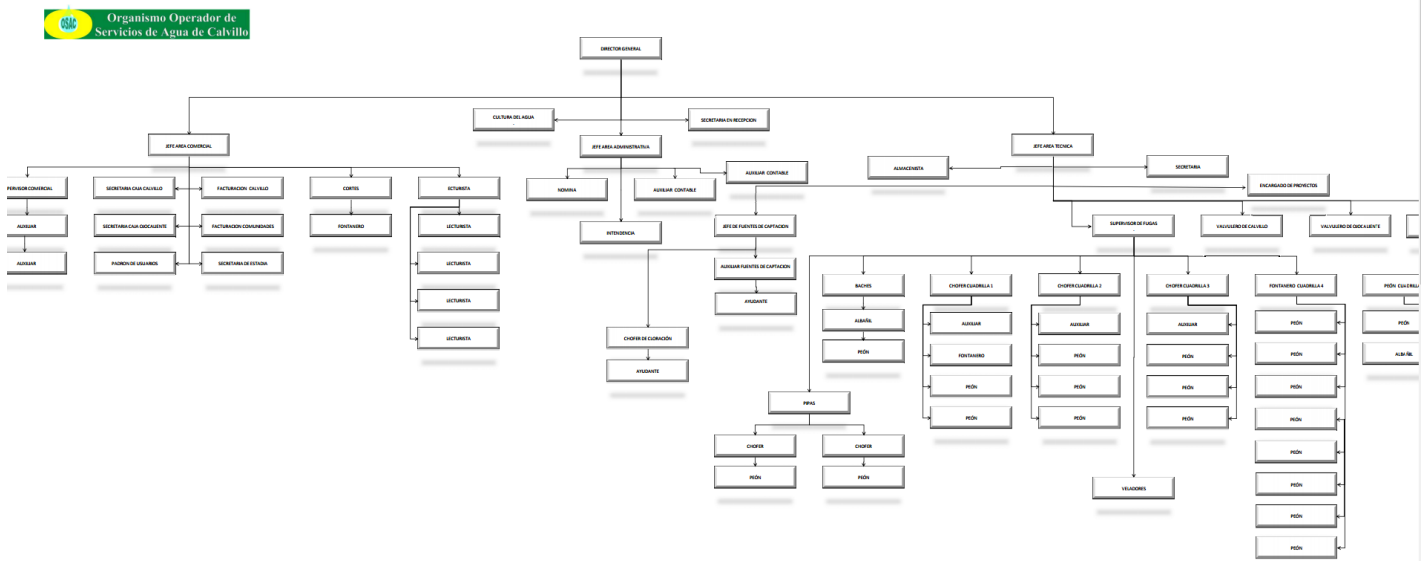 OSAC
Organismo Operador de
Servicios de Agua de Calvillo
DIRECTOR GENERAL
CULTURA DEL AGUA
SECRETARIA EN RECEPCION
JEFE AREA COMERCIAL
JEFE AREA ADMINISTRATIVA
JEFE AREA TECNICA
ALMACENISTA
SECRETARIA
AUXILIAR CONTABLE
PERVISOR COMERCIAL
SECRETARIA CAJA CALVILLO
FACTURACION CALVILLO
CORTES
ECTURISTA
NOMINA
AUXILIAR CONTABLE
ENCARGADO DE PROYECTOS
AUXILIAR
SECRETARIA CAJA OJOCALIENTE
FACTURACION COMUNIDADES
FONTANERO
LECTURISTA
INTENDENCIA
JEFE DE FUENTES DE CAPTACION
SUPERVISOR DE FUGAS
VALVULERO DE CALVILLO
VALVULERO DE OJOCALIENTE
AUXILIAR
PADRON DE USUARIOS
SECRETARIA DE ESTADIA
LECTURISTA
AUXILIAR FUENTES DE CAPTACION
BACHES
CHOFER CUADRILLA 1
CHOFER CUADRILLA 2
CHOFER CUADRILLA 3
FONTANERO CUADRILLA 4
PEÓN CUADRILLA
LECTURISTA
AYUDANTE
ALBAÑIL
AUXILIAR
AUXILIAR
AUXILIAR
PEÓN
PEÓN
LECTURISTA
CHOFER DE CLORACIÓN
PEÓN
FONTANERO
PEÓN
PEÓN
PEÓN
ALBAÑIL
AYUDANTE
PEÓN
PEÓN
PEÓN
PEÓN
PIPAS
PEÓN
PEÓN
PEÓN
PEÓN
CHOFER
CHOFER
PEÓN
PEÓN
PEÓN
VELADORES
PEÓN
PEÓN
PEÓN